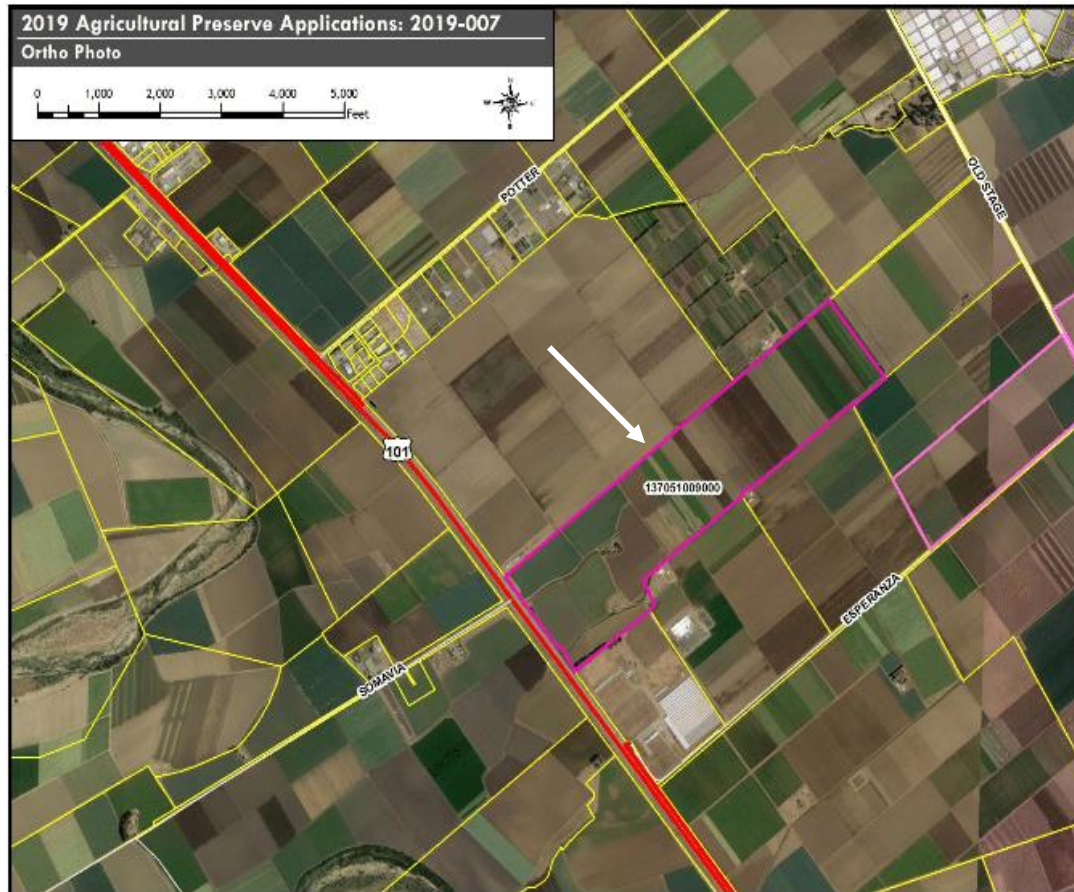 2019 Agricultural Preserve Applications: 2019-007
Ortho Photo
0 1,000 2,000 3,000 4,000 5,000
Feet
N
W E
S
POTTER
OLD STAGE
101
137051009000
ESPERANZA
SOMAVIA